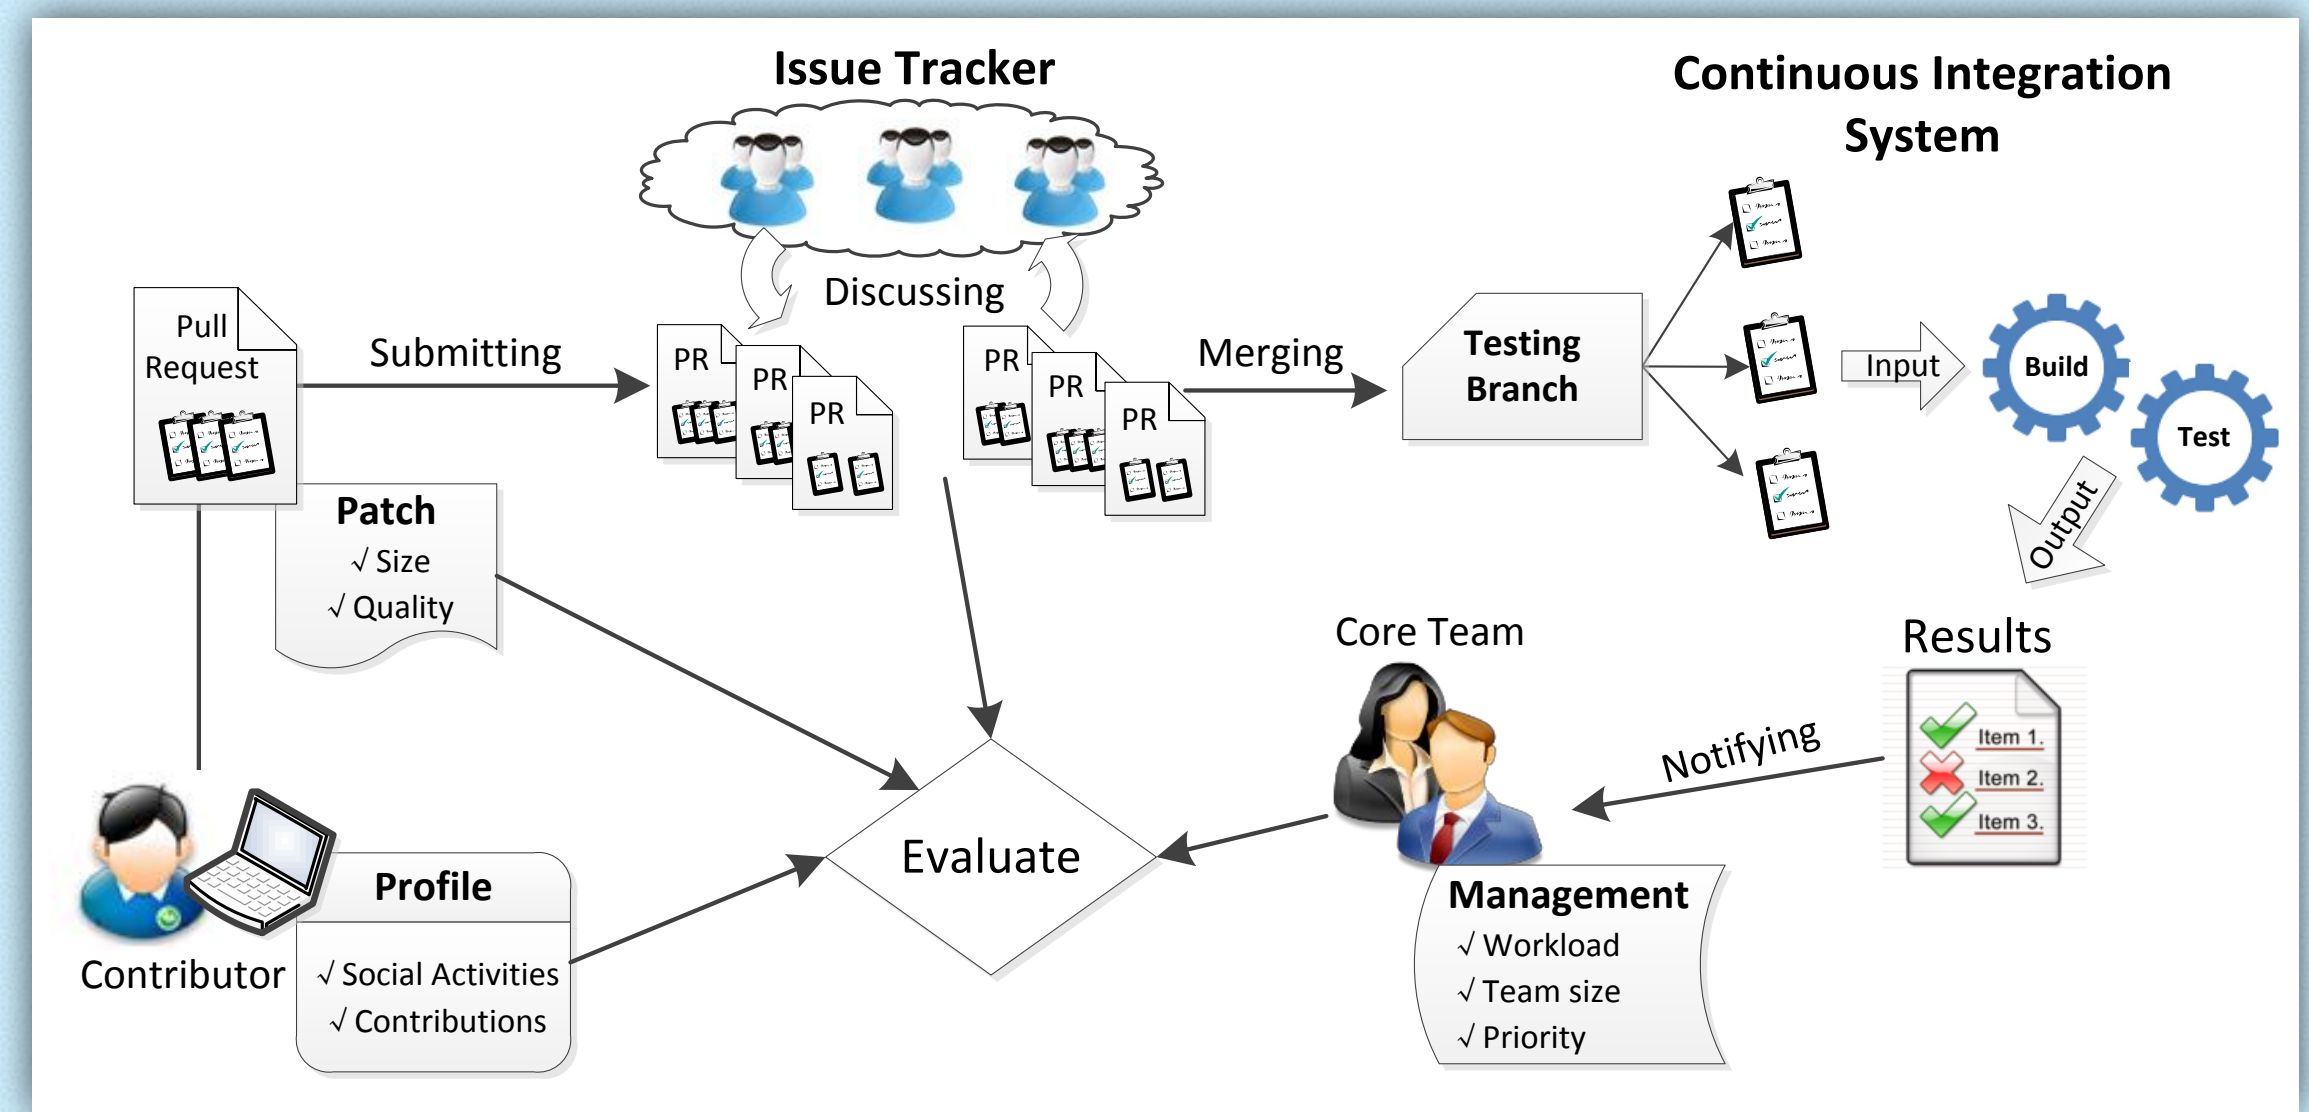 Issue Tracker
Continuous Integration
System
Discussing
Pull
Request
Submitting
PR
PR
PR
PR
PR
PR
Merging
Testing
Branch
Input
Build
Test
Output
Patch
√ Size
√ Quality
Core Team
Results
Item 1.
Item 2.
Item 3.
Notifying
Evaluate
Contributor
Profile
√ Social Activities
√ Contributions
Management
√ Workload
√ Team size
√ Priority